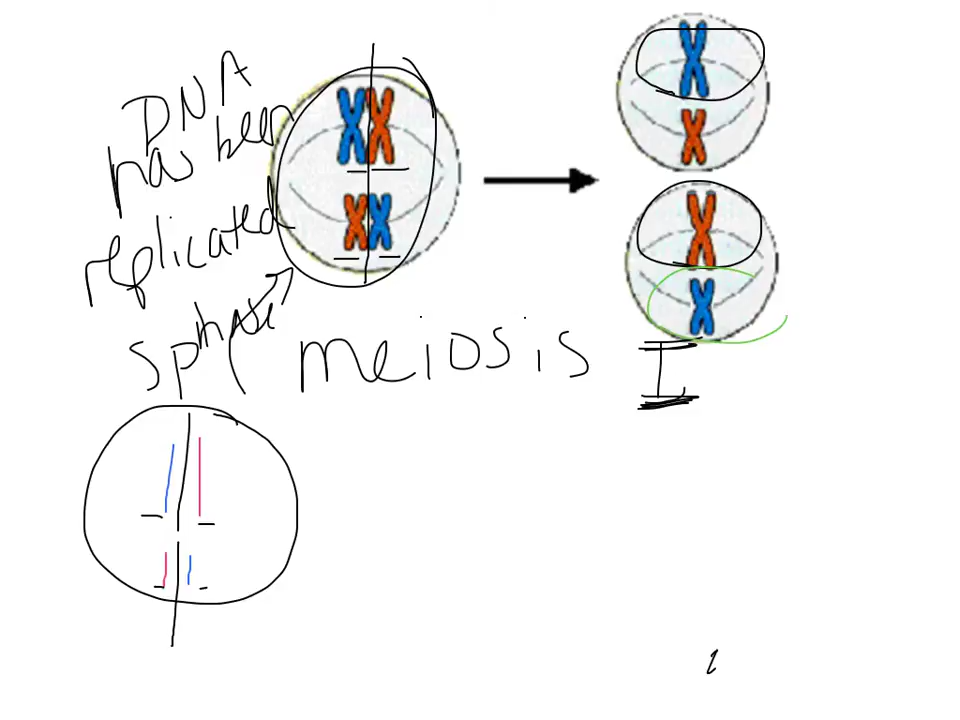 DNA
has been
replicated
S phase
meiosis I